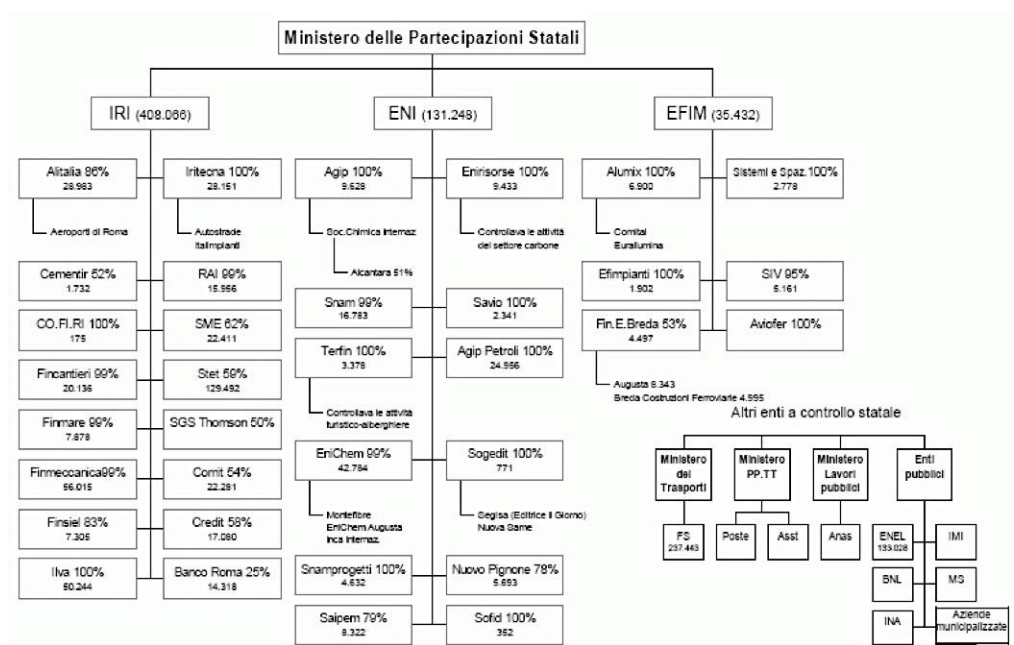 Ministero delle Partecipazioni Statali
IRI (408.066)
ENI (131.248)
EFIM (35.432)
Alitalia 86%
28.983
Iritecna 100%
28.151
Aeroporti di Roma
Autostrade
Italimpianti
Cementir 52%
1.732
RAI 99%
15.956
CO.FI.RI 100%
175
SME 62%
22.411
Fincantieri 99%
20.136
Stet 59%
129.492
Finmare 99%
7.878
SGS Thomson 50%
Finmeccanica99%
56.015
Comit 54%
22.281
Finsiel 83%
7.305
Credit 58%
17.080
Ilva 100%
50.244
Banco Roma 25%
14.318
Agip 100%
9.628
Enirisorse 100%
9.433
Soc.Chimica Internaz
Alcantara 51%
Controllava le attività
del settore carbone
Snam 99%
16.783
Savio 100%
2.341
Terfin 100%
3.378
Agip Petroli 100%
24.956
Controllava le attività
turistico-alberghiere
EniChem 99%
42.784
Sogedit 100%
771
Montefibre
EniChem Augusta
Inca Internaz.
Segisa (Editrice Il Giorno)
Nuova Same
Snamprogetti 100%
4.632
Nuovo Pignone 78%
5.693
Saipem 79%
8.322
Sofid 100%
352
Alumix 100%
6.900
Sistemi e Spaz.100%
2.778
Comital
Eurallumina
Efimpianti 100%
1.902
SIV 95%
5.161
Fin.E.Breda 53%
4.497
Aviofer 100%
Augusta 8.343
Breda Costruzioni Ferroviarie 4.995
Altri enti a controllo statale
Ministero
dei
Trasporti
Ministero
PP.TT
Ministero
Lavori
pubblici
Enti
pubblici
FS
237.443
Poste
Asst
Anas
ENEL
133.028
IMI
BNL
MS
INA
Aziende
municipalizzate